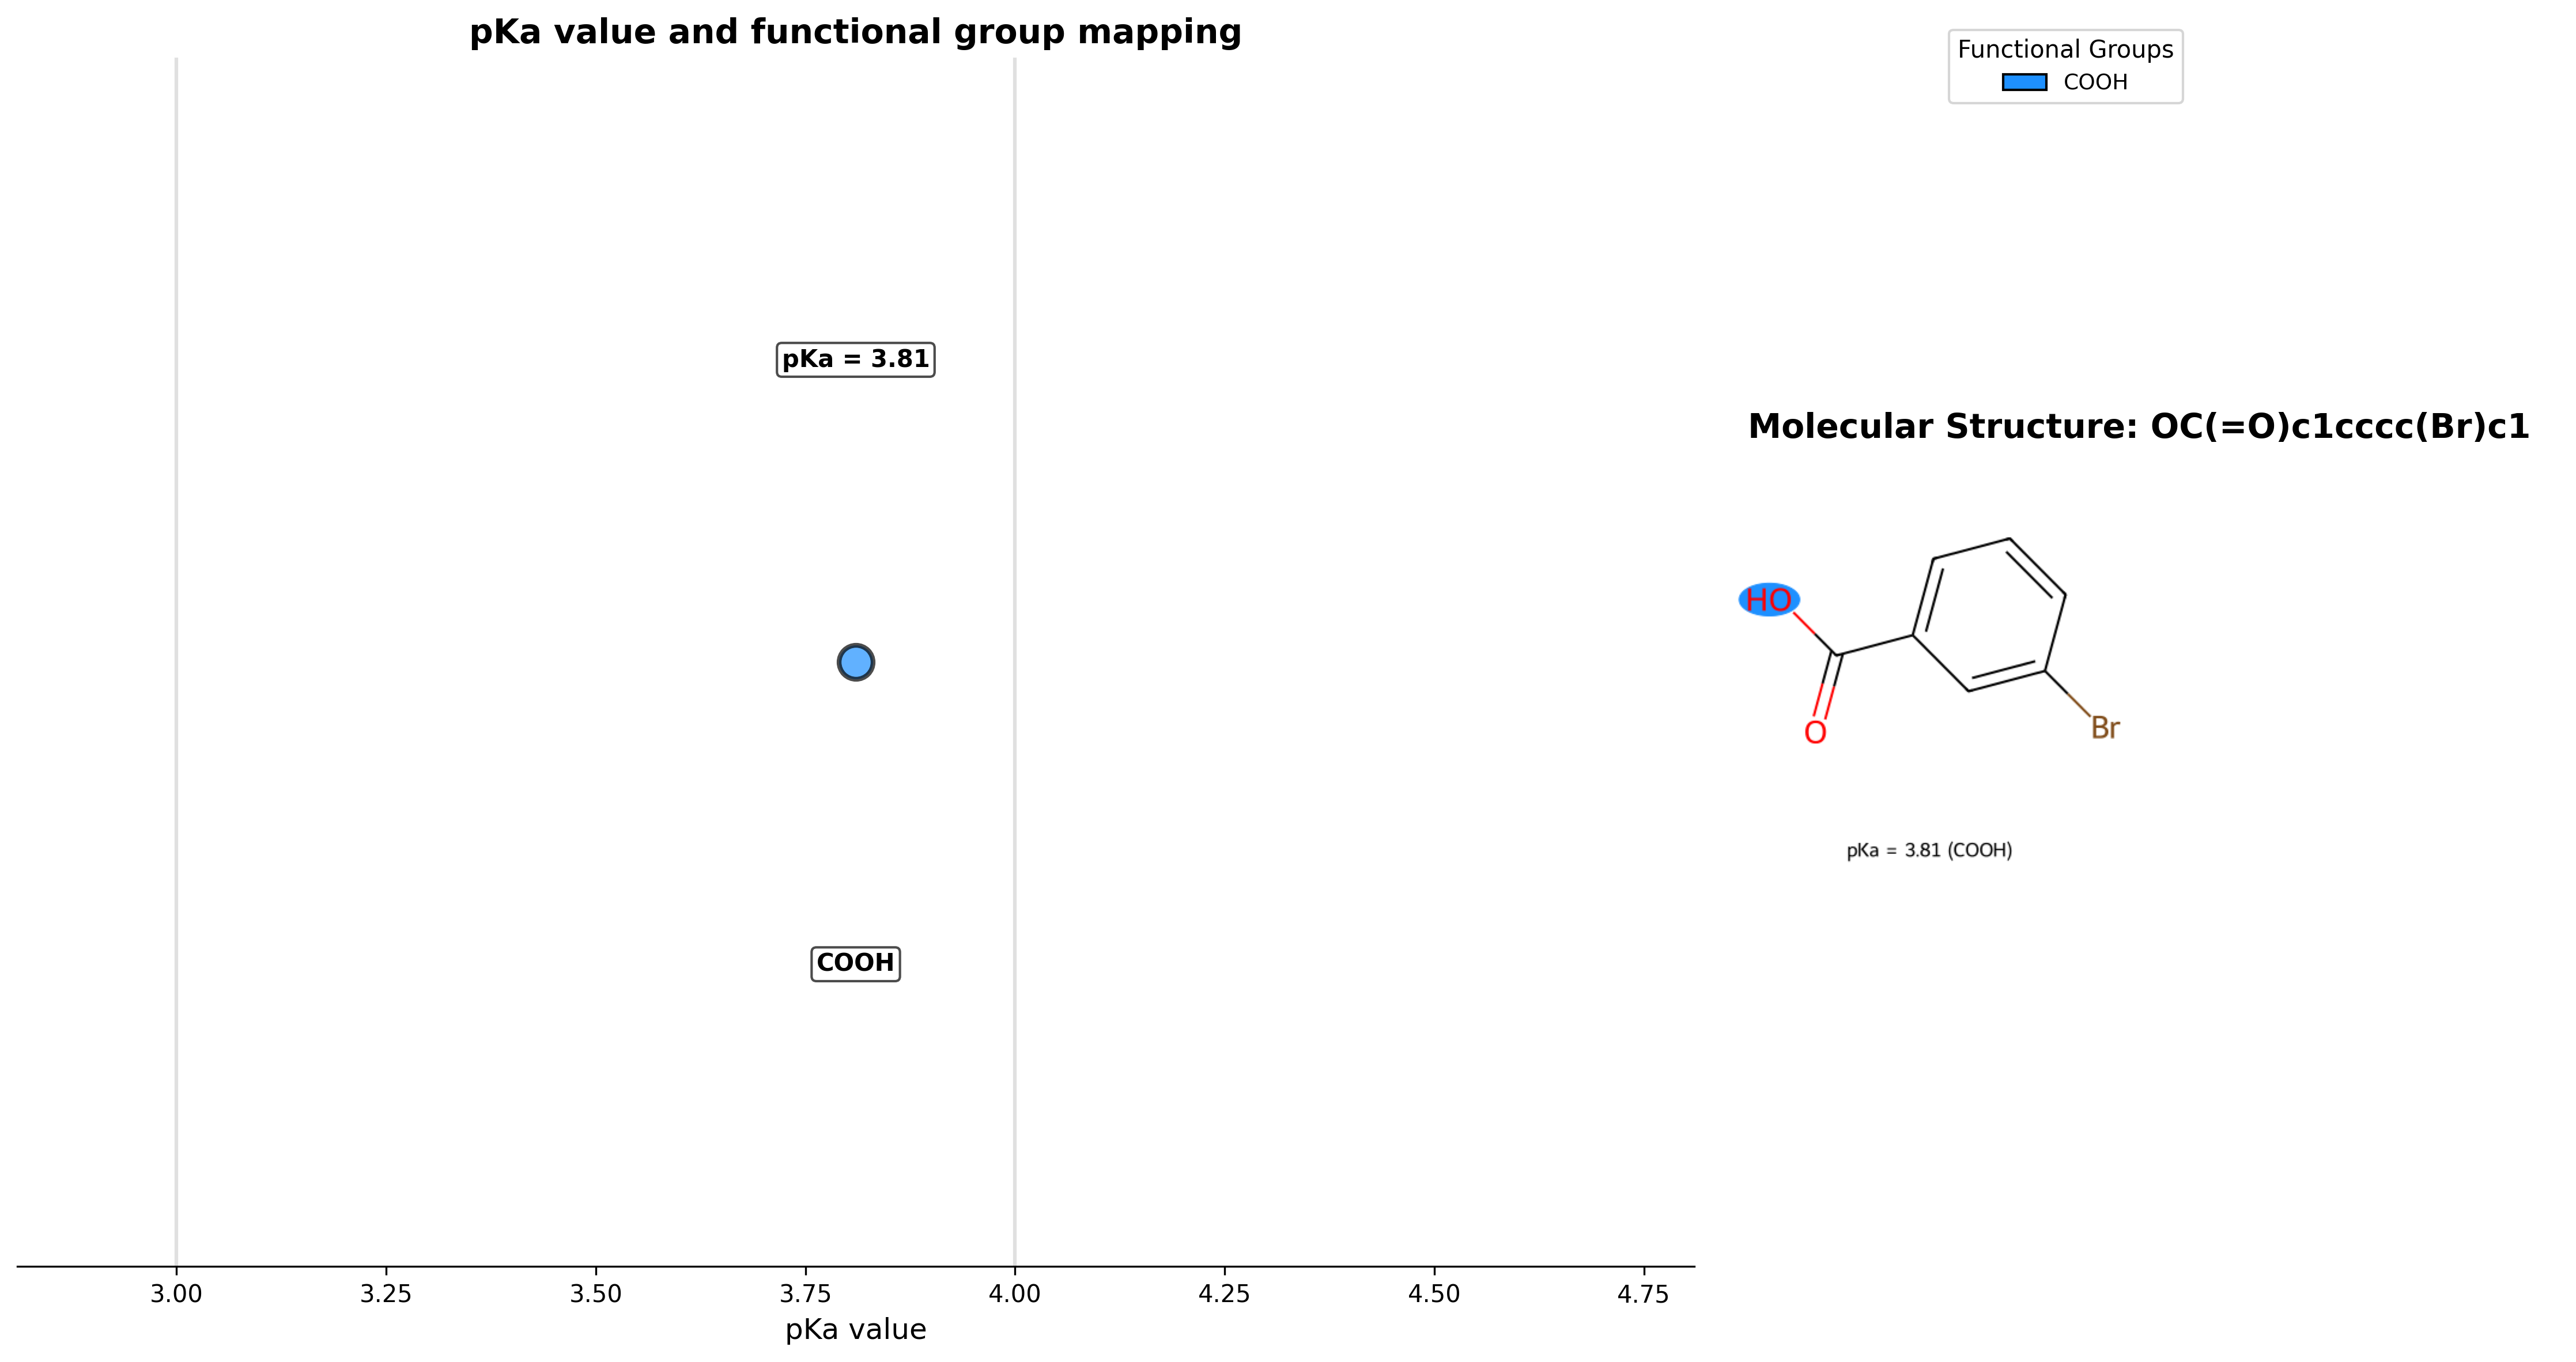 pKa value and functional group mapping
pKa = 3.81
COOH
3.00
3.25
3.50
3.75
4.00
4.25
4.50
4.75
pKa value
Functional Groups
COOH
Molecular Structure: OC(=O)c1cccc(Br)c1
HO
O
Br
pKa = 3.81 (COOH)